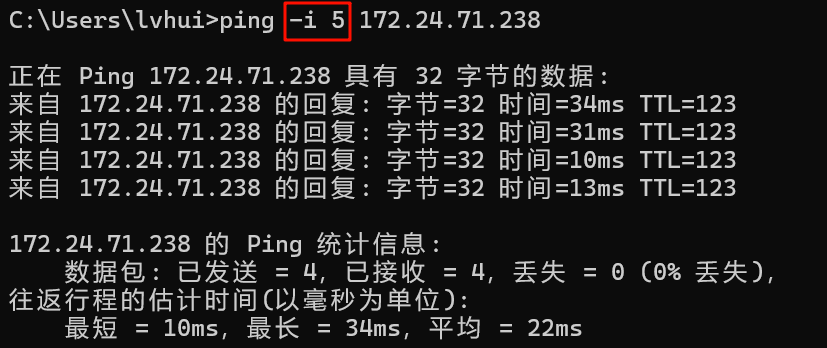 C:\Users\lvhui>ping -i 5 172.24.71.238
正在 Ping 172.24.71.238 具有 32 字节的数据:
来自 172.24.71.238 的回复: 字节=32 时间=34ms TTL=123
来自 172.24.71.238 的回复: 字节=32 时间=31ms TTL=123
来自 172.24.71.238 的回复: 字节=32 时间=10ms TTL=123
来自 172.24.71.238 的回复: 字节=32 时间=13ms TTL=123
172.24.71.238 的 Ping 统计信息:
数据包: 已发送 = 4, 已接收 = 4, 丢失 = 0 (0% 丢失),
往返行程的估计时间(以毫秒为单位):
最短 = 10ms, 最长 = 34ms, 平均 = 22ms